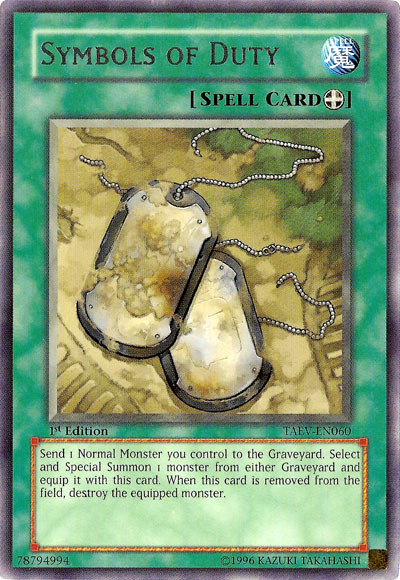 SYMBOLS OF DUTY
魔
[SPELL CARD]
1st Edition
TAEV-EN060
Send 1 Normal Monster you control to the Graveyard. Select
and Special Summon 1 monster from either Graveyard and
equip it with this card. When this card is removed from the
field, destroy the equipped monster.
78794994
©1996 KAZUKI TAKAHASHI